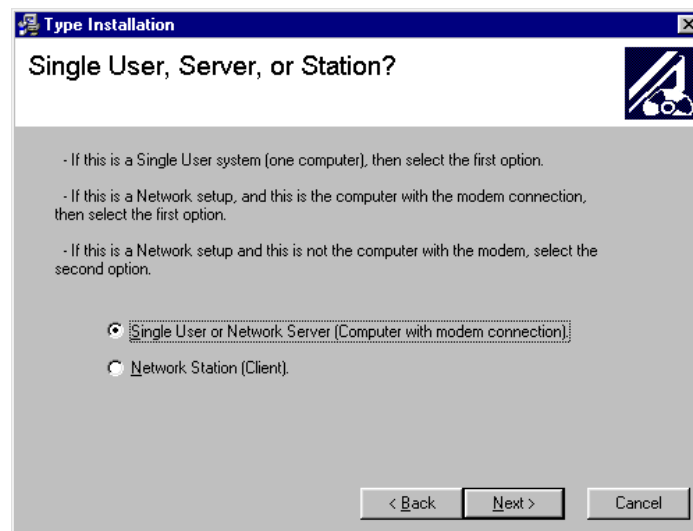 Type Installation
Single User, Server, or Station?
- If this is a Single User system (one computer), then select the first option.
- If this is a Network setup, and this is the computer with the modem connection,
then select the first option.
- If this is a Network setup and this is not the computer with the modem, select the
second option.
Single User or Network Server (Computer with modem connection).
Network Station (Client).
< Back
Next >
Cancel